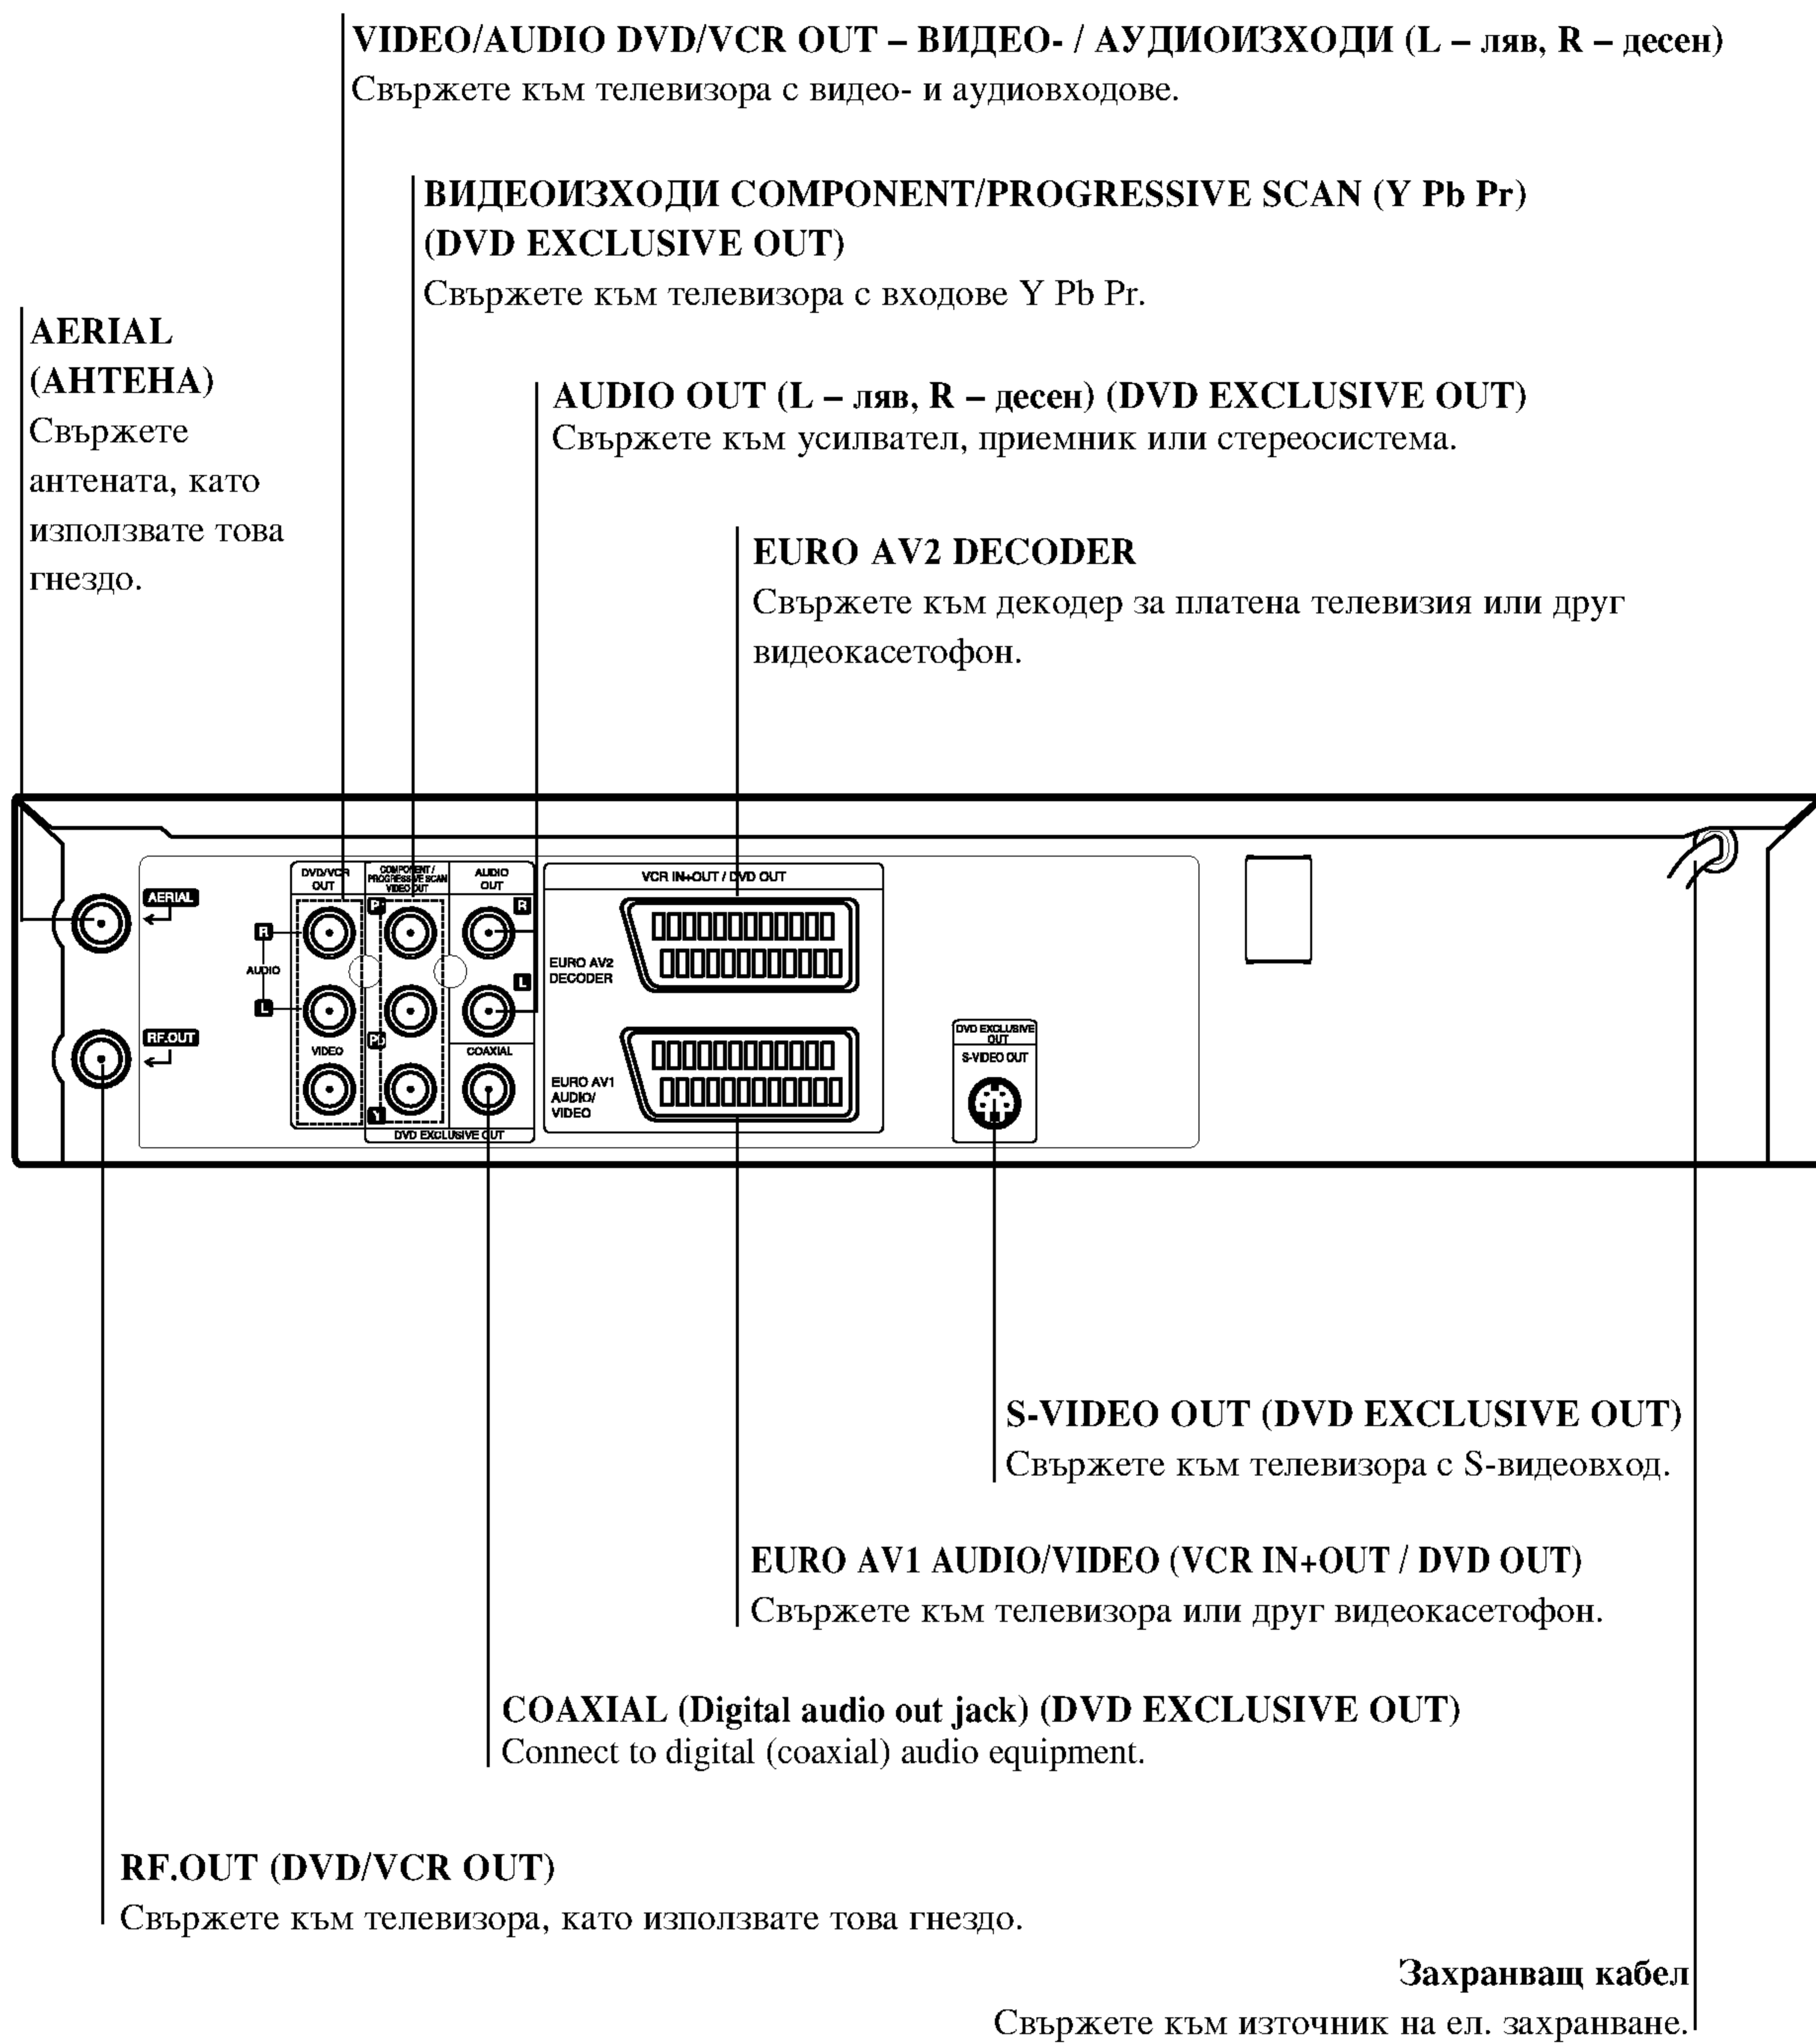 VIDEO/AUDIO DVD/VCR OUT – ВИДЕО- / АУДИОИЗХОДИ (L – ляв, R – десен)
Свържете към телевизора с видео- и аудиовходове.
ВИДЕОИЗХОДИ COMPONENT/PROGRESSIVE SCAN (Y Pb Pr)
(DVD EXCLUSIVE OUT)
Свържете към телевизора с входове Y Pb Pr.
AERIAL
(АНТЕНА)
Свържете
антената, като
използвате това
гнездо.
AUDIO OUT (L – ляв, R – десен) (DVD EXCLUSIVE OUT)
Свържете към усилвател, приемник или стереосистема.
EURO AV2 DECODER
Свържете към декодер за платена телевизия или друг
видеокасетофон.
AERIAL
RF.OUT
DVD/VCR
OUT
R
AUDIO
L
VIDEO
COMPONENT /
PROGRESSIVE SCAN
VIDEO OUT
Pr
Pb
Y
AUDIO
OUT
R
L
COAXIAL
DVD EXCLUSIVE OUT
VCR IN+OUT / DVD OUT
EURO AV2
DECODER
EURO AV1
AUDIO/
VIDEO
DVD EXCLUSIVE
OUT
S-VIDEO OUT
S-VIDEO OUT (DVD EXCLUSIVE OUT)
Свържете към телевизора с S-видеовход.
EURO AV1 AUDIO/VIDEO (VCR IN+OUT / DVD OUT)
Свържете към телевизора или друг видеокасетофон.
COAXIAL (Digital audio out jack) (DVD EXCLUSIVE OUT)
Connect to digital (coaxial) audio equipment.
RF.OUT (DVD/VCR OUT)
Свържете към телевизора, като използвате това гнездо.
Захранващ кабел
Свържете към източник на ел. захранване.